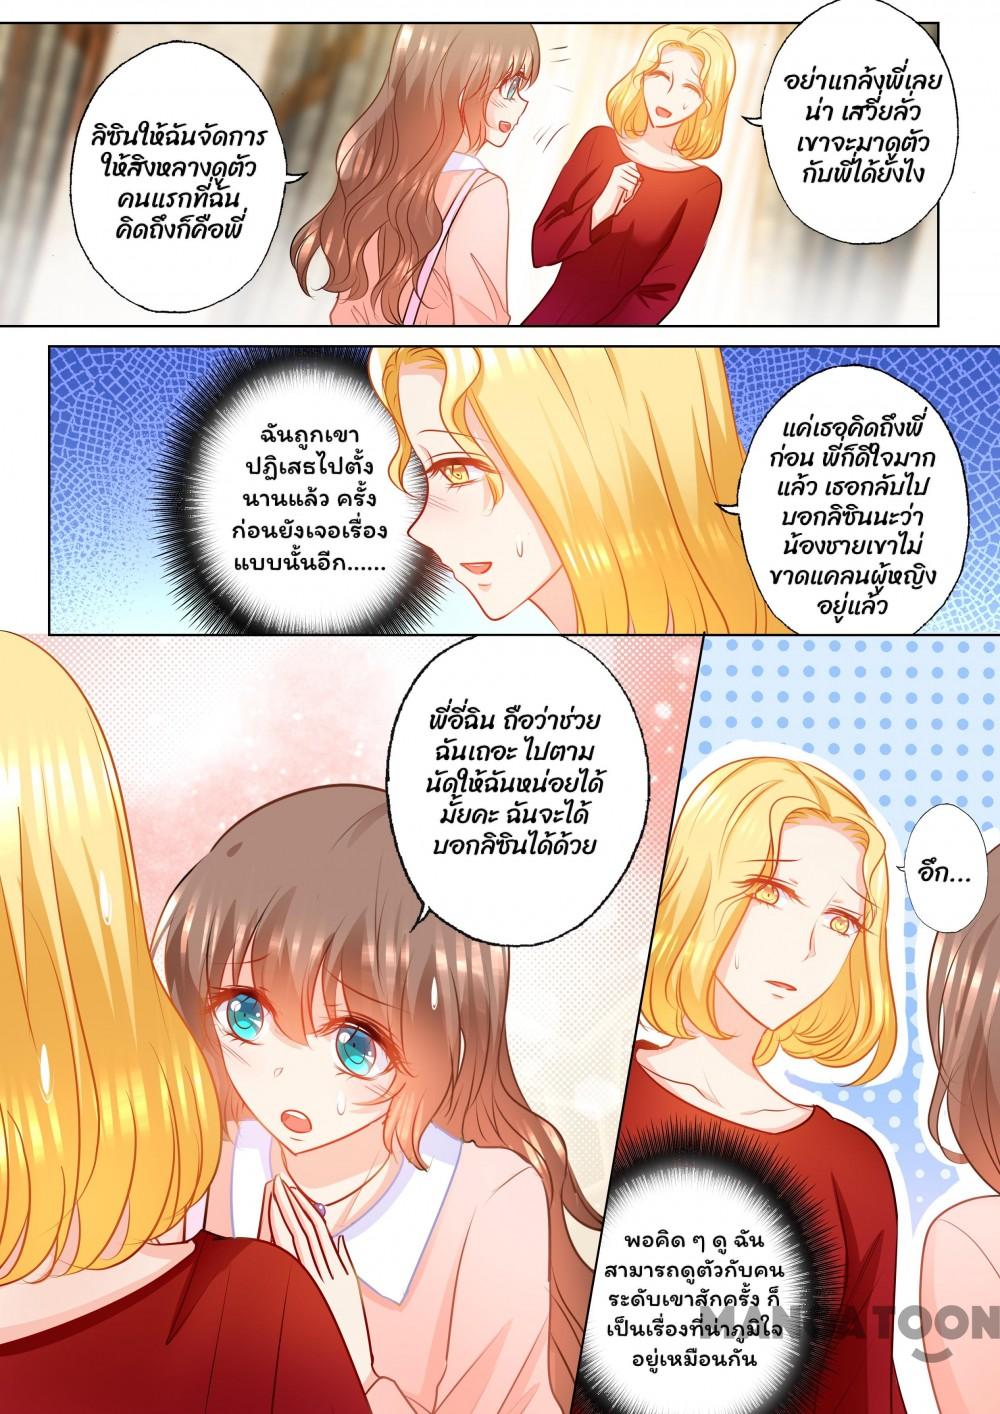 ลิซินให้ฉันจัดการ
ให้สิงหลางดูตัว
คนแรกที่ฉัน
คิดถึงก็คือพี่
อย่าแกล้งพี่เลย
น่า เสวี่ยลั่ว
เขาจะมาดูตัว
กับพี่ได้ยังไง
ฉันถูกเขา
ปฏิเสธไปตั้ง
นานแล้ว ครั้ง
ก่อนยังเจอเรื่อง
แบบนั้นอีก......
แค่เธอคิดถึงพี่
ก่อน พี่ก็ดีใจมาก
แล้ว เธอกลับไป
บอกลิซินนะว่า
น้องชายเขาไม่
ขาดแคลนผู้หญิง
อยู่แล้ว
พี่อี่ฉิน ถือว่าช่วย
ฉันเถอะ ไปตาม
นัดให้ฉันหน่อยได้
มั้ยคะ ฉันจะได้
บอกลิซินได้ด้วย
อึก...
พอคิด ๆ ดู ฉัน
สามารถดูตัวกับคน
ระดับเขาสักครั้ง ก็
เป็นเรื่องที่น่าภูมิใจ
อยู่เหมือนกัน
MANGATOON